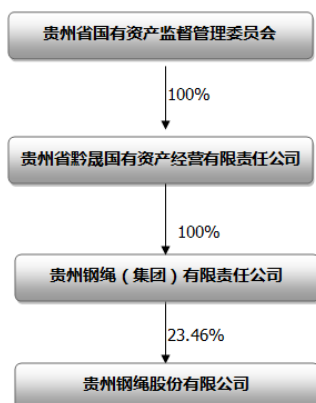 贵州省国有资产监督管理委员会
100%
贵州省黔晟国有资产经营有限责任公司
100%
贵州钢绳（集团）有限责任公司
23.46%
贵州钢绳股份有限公司